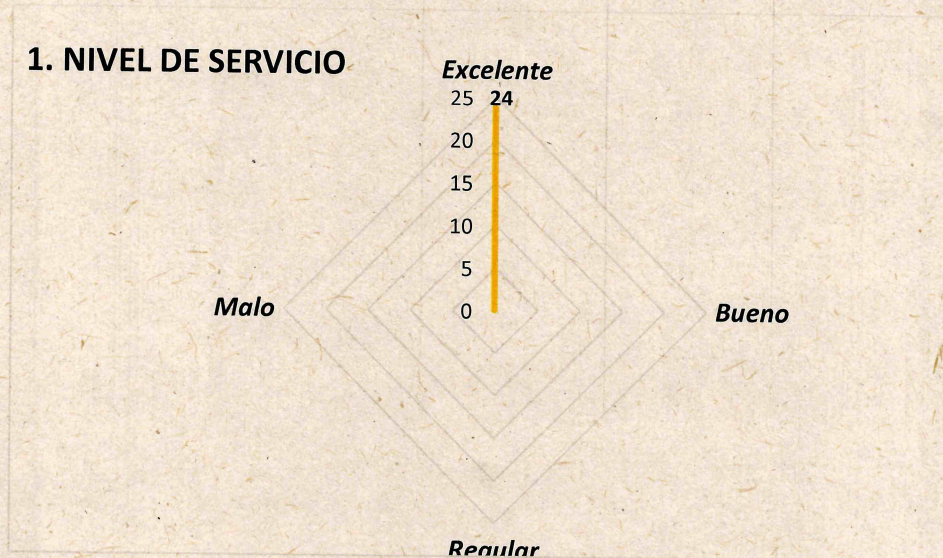 1. NIVEL DE SERVICIO
Excelente
25 24
20
15
10
5
0
Malo
Bueno
Regular